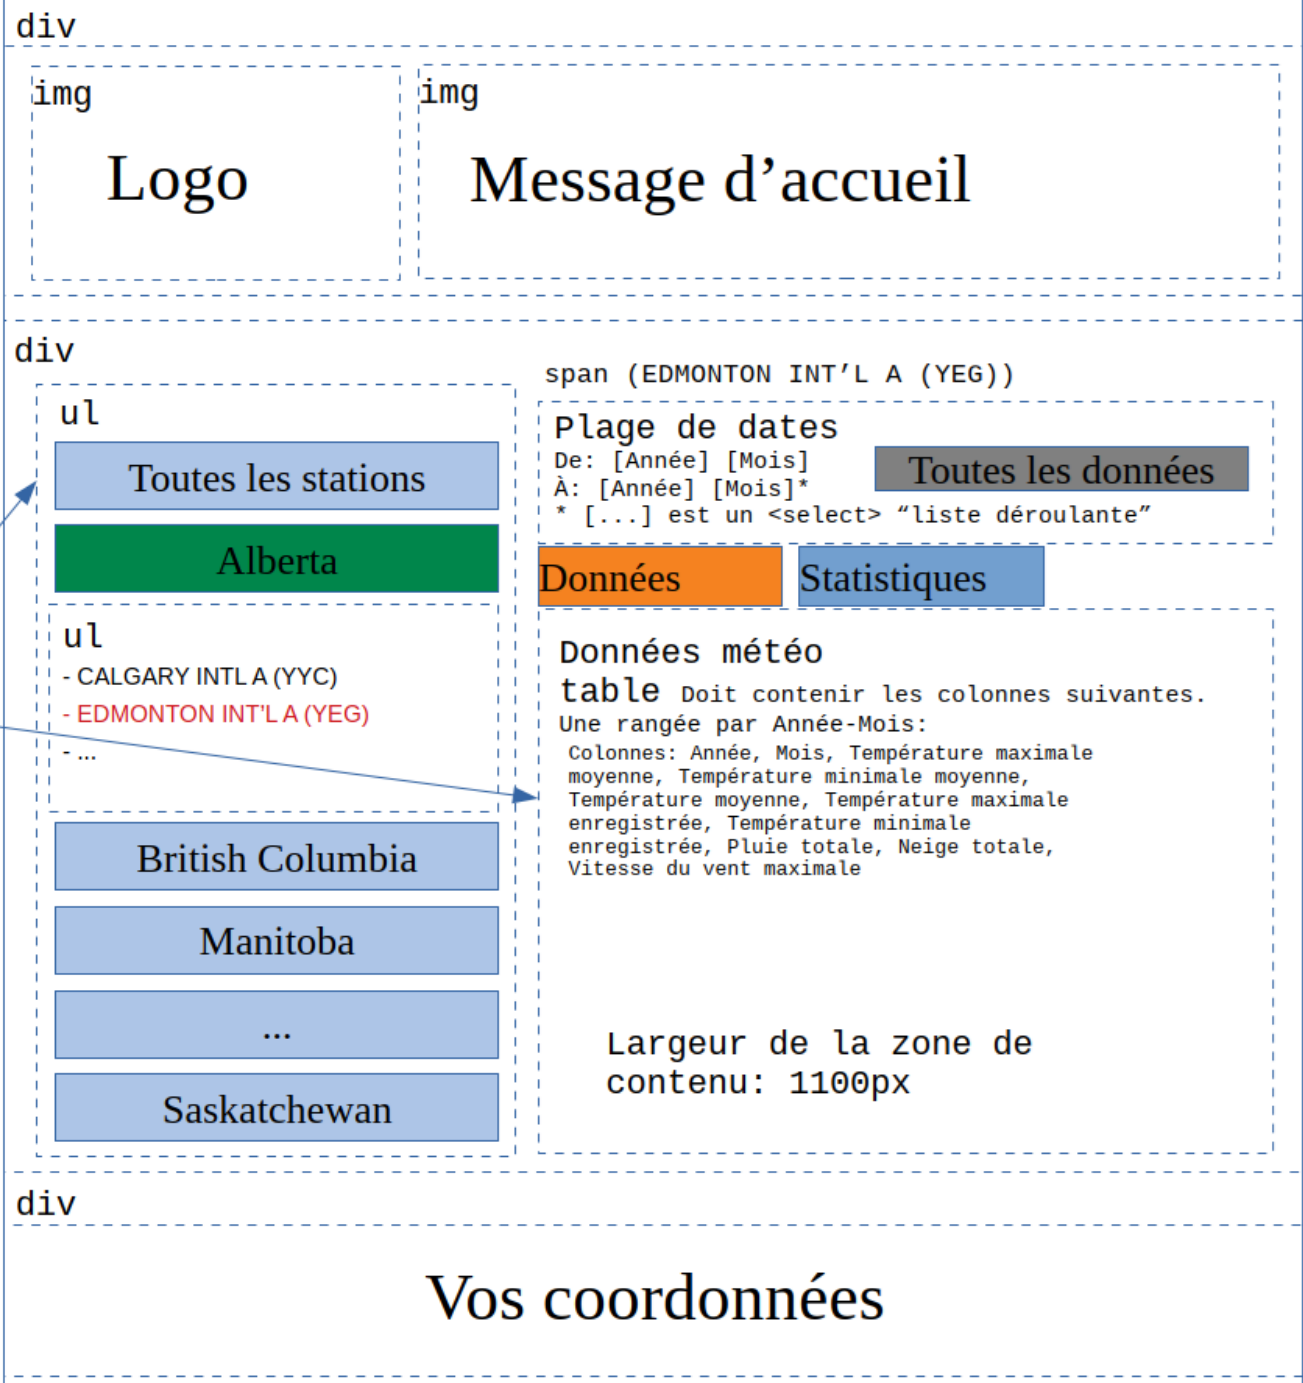 div
img
Logo
img
Message d’accueil
div
ul
Toutes les stations
Alberta
ul
- CALGARY INTL A (YYC)
- EDMONTON INT’L A (YEG)
- ...
British Columbia
Manitoba
...
Saskatchewan
span (EDMONTON INT’L A (YEG))
Plage de dates
De: [Année] [Mois]
À: [Année] [Mois]*
* [...] est un <select> “liste déroulante”
Toutes les données
Données
Statistiques
Données météo
table Doit contenir les colonnes suivantes.
Une rangée par Année-Mois:
Colonnes: Année, Mois, Température maximale
moyenne, Température minimale moyenne,
Température moyenne, Température maximale
enregistrée, Température minimale
enregistrée, Pluie totale, Neige totale,
Vitesse du vent maximale
Largeur de la zone de
contenu: 1100px
div
Vos coordonnées